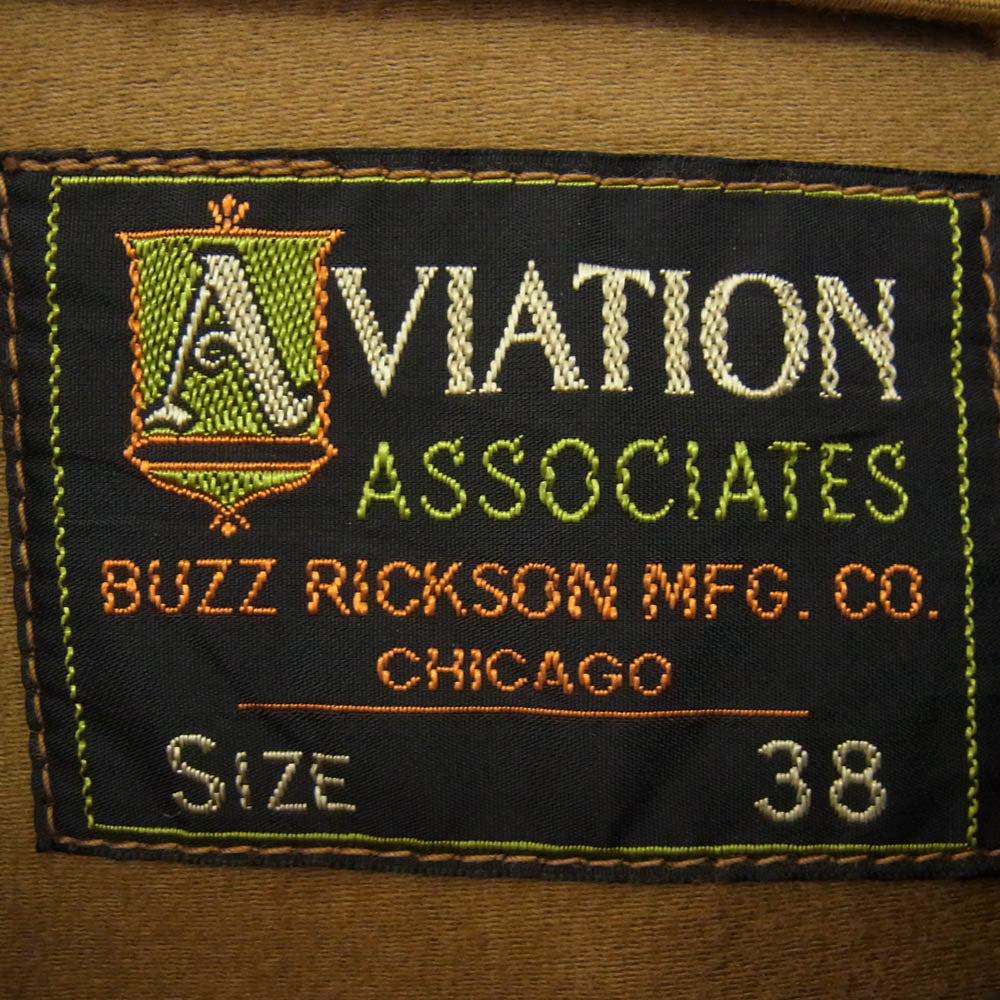 AVIATION
ASSOCIATES
BUZZ RICKSON MFG. CO.
CHICAGO
SIZE 38